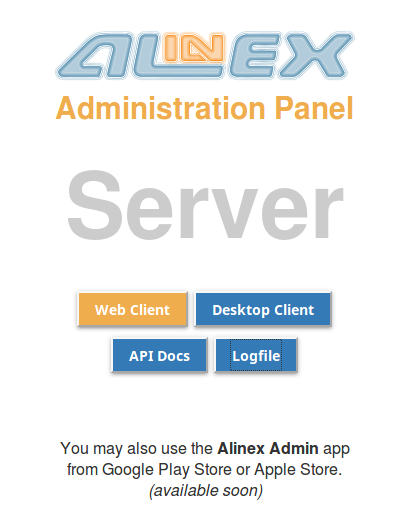 ALINEX
Administration Panel
Server
Web Client
Desktop Client
API Docs
Logfile
You may also use the Alinex Admin app
from Google Play Store or Apple Store.
(available soon)